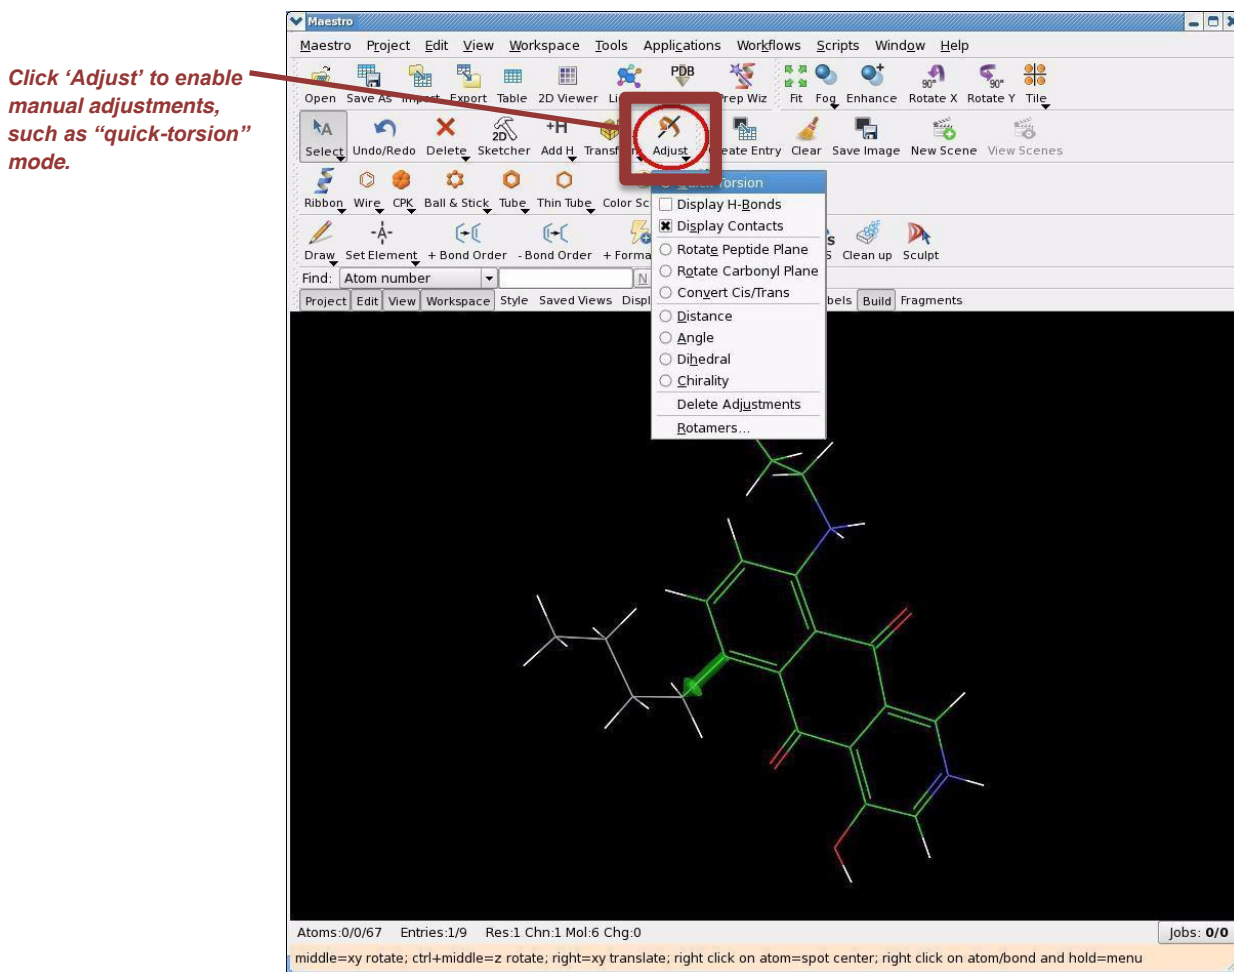 Maestro
Maestro Project Edit View Workspace Tools Applications Workflows Scripts Window Help
Click ‘Adjust’ to enable
manual adjustments,
such as “quick-torsion”
mode.
PDB
90° 90°
Open Save As Import Export Table 2D Viewer Prep Wiz Fit Fog Enhance Rotate X Rotate Y Tile
A 2D +H
Select Undo/Redo Delete Sketcher Add H Adjust Create Entry Clear Save Image New Scene View Scenes
Quick Torsion
Ribbon Wire CPK Ball & Stick Tube Thin Tube Color Sc
Display H-Bonds
Display Contacts
-A-
Draw Set Element + Bond Order - Bond Order + Forma S Clean up Sculpt
Rotate Peptide Plane
Rotate Carbonyl Plane
Find: Atom number N
Convert Cis/Trans
Project Edit View Workspace Style Saved Views Displ bels Build Fragments
Distance
Angle
Dihedral
Chirality
Delete Adjustments
Rotamers...
Atoms:0/0/67 Entries:1/9 Res:1 Chn:1 Mol:6 Chg:0 Jobs: 0/0
middle=xy rotate; ctrl+middle=z rotate; right=xy translate; right click on atom=spot center; right click on atom/bond and hold=menu